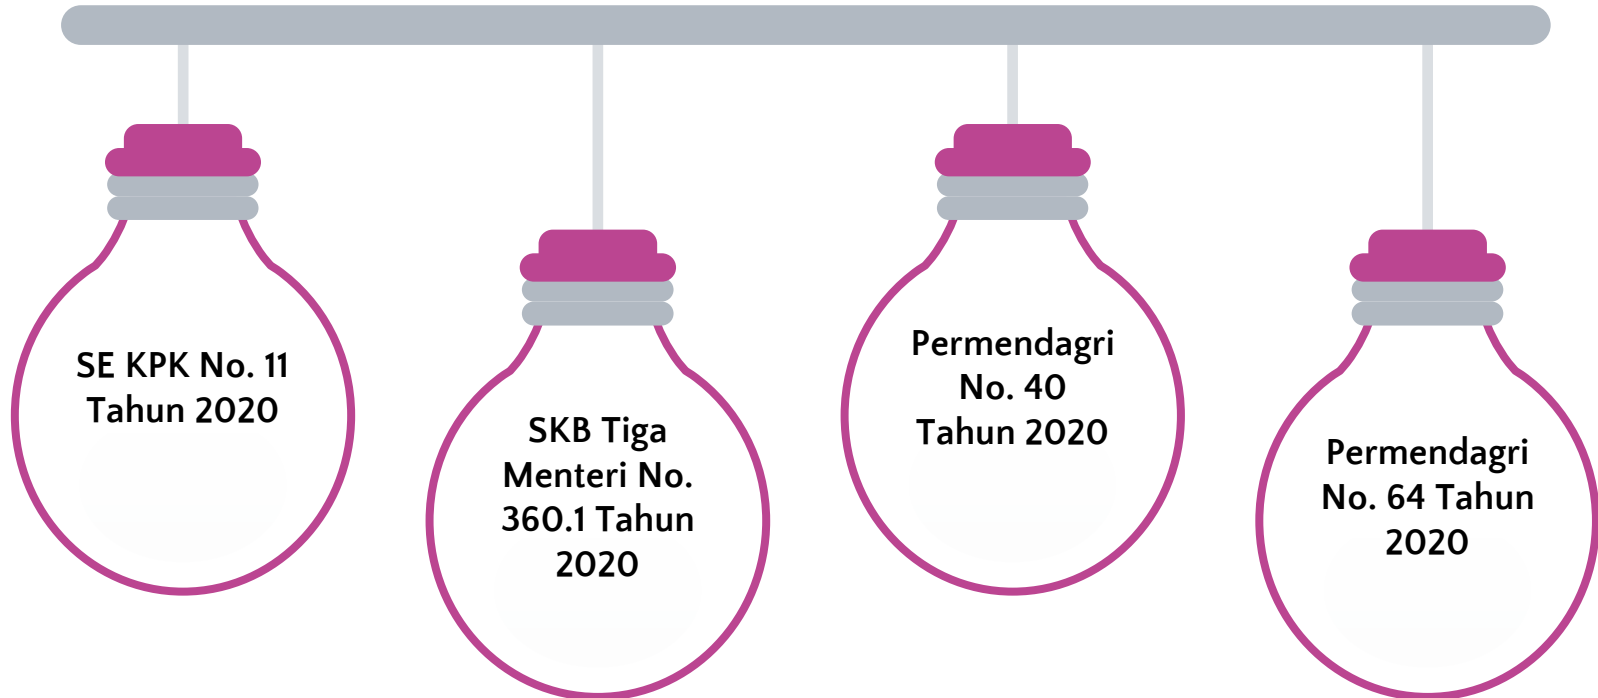 SE KPK No. 11
Tahun 2020
SKB Tiga
Menteri No.
360.1 Tahun
2020
Permendagri
No. 40
Tahun 2020
Permendagri
No. 64 Tahun
2020